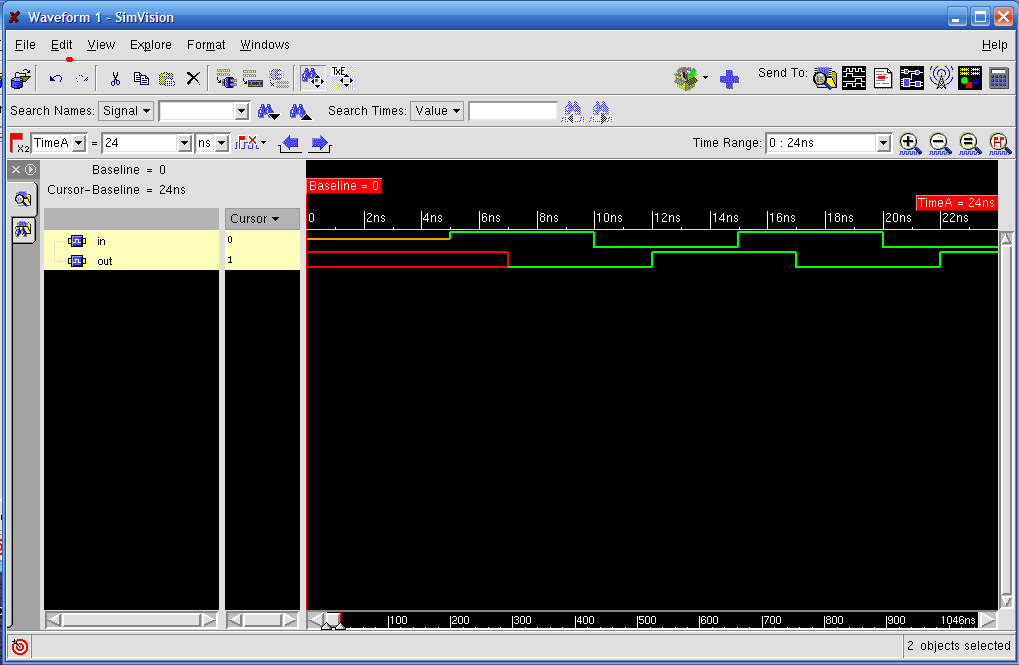 Waveform 1 - SimVision
File Edit View Explore Format Windows Help
TxE
Send To:
Search Names: Signal Search Times: Value
X2 TimeA = 24 ns Time Range: 0 : 24ns
Baseline = 0
Cursor-Baseline = 24ns
Baseline = 0
TimeA = 24ns
Cursor
0 2ns 4ns 6ns 8ns 10ns 12ns 14ns 16ns 18ns 20ns 22ns
in 0
out 1
100 200 300 400 500 600 700 800 900 1046ns
2 objects selected